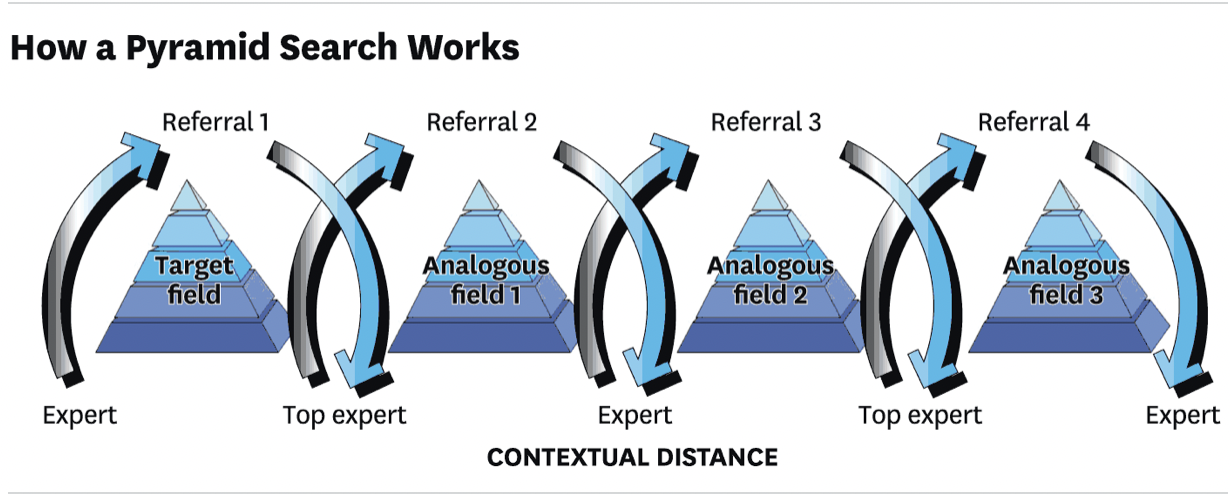 How a Pyramid Search Works
Referral 1
Referral 2
Referral 3
Referral 4
Target
field
Analogous
field 1
Analogous
field 2
Analogous
field 3
Expert
Top expert
Expert
Top expert
Expert
CONTEXTUAL DISTANCE